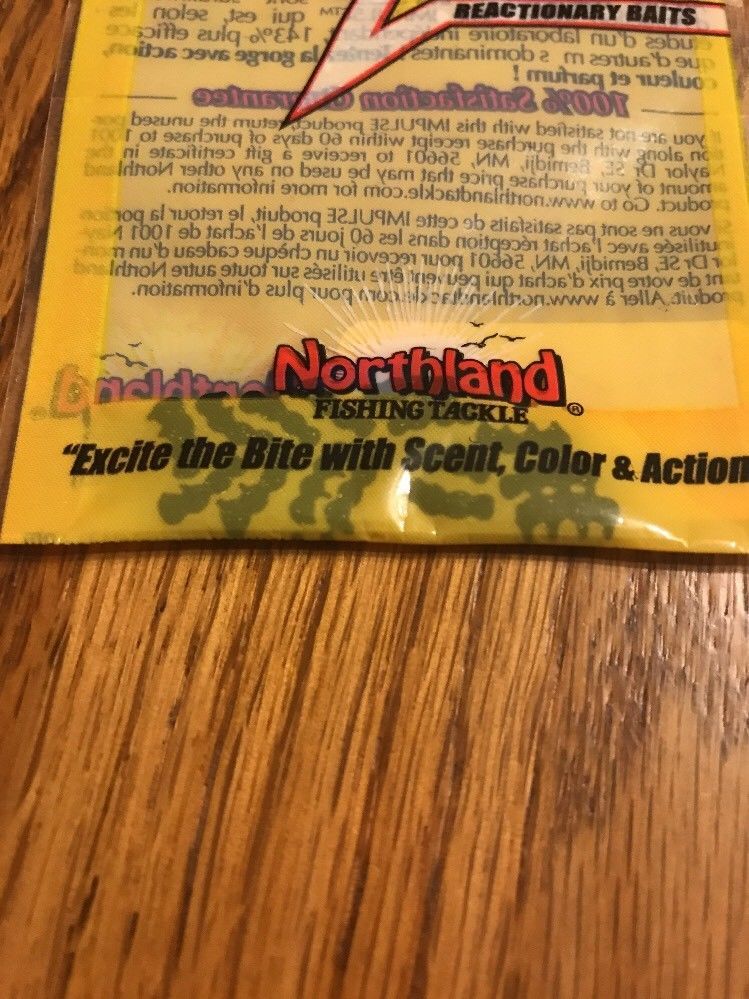 REACTIONARY BAITS
™ qui est, selon
études d'un laboratoire 143% plus efficace
que d'autres dominantes la gorge avec action,
couleur et parfum !
100% Satisfaction Guarantee
you are not satisfied with this IMPULSE product, return the unused
along with the purchase receipt within 60 days of purchase to 1001
aylor Dr SE, Bemidji, MN, 56601 to receive a gift certificate in the
mount of your purchase price that may be used on any other Northland
product. Go to www.northlandtackle.com for more information.
vous ne sont pas satisfaits de cette IMPULSE produit, le retour la portion
utilisée avec l'achat réception dans les 60 jours de l'achat de 1001
r Dr SE, Bemidji, MN, 56601 pour recevoir un chèque cadeau d'un mon
nt de votre prix d'achat qui peuvent être utilisés sur toute autre Northland
produit. Aller à www.northlandtackle.com pour plus d'information.
Northland®
FISHING TACKLE
"Excite the Bite with Scent, Color & Action